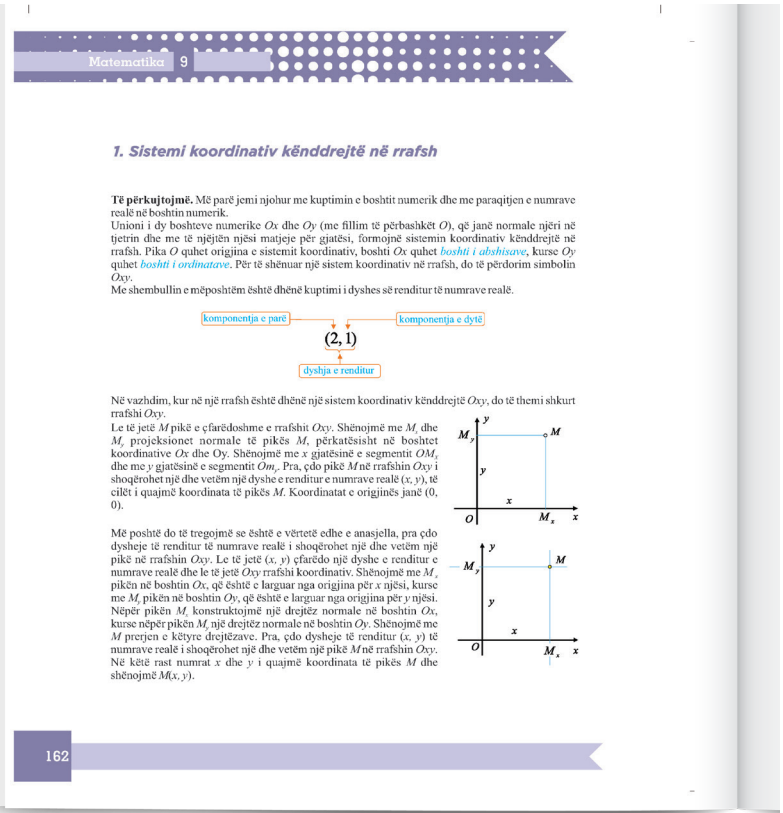 Matematika 9
1. Sistemi koordinativ kënddrejtë në rrafsh
Të përkujtojmë. Më parë jemi njohur me kuptimin e boshtit numerik dhe me paraqitjen e numrave
realë në boshtin numerik.
Unioni i dy boshteve numerike Ox dhe Oy (me fillim të përbashkët O), që janë normale njëri në
tjetrin dhe me të njëjtën njësi matjeje për gjatësi, formojnë sistemin koordinativ kënddrejtë në
rrafsh. Pika O quhet origjina e sistemit koordinativ, boshti Ox quhet boshti i abshisave, kurse Oy
quhet boshti i ordinatave. Për të shënuar një sistem koordinativ në rrafsh, do të përdorim simbolin
Oxy.
Me shembullin e mëposhtëm është dhënë kuptimi i dyshes së renditur të numrave realë.
komponentja e parë
komponentja e dytë
(2, 1)
dyshja e renditur
Në vazhdim, kur në një rrafsh është dhënë një sistem koordinativ kënddrejtë Oxy, do të themi shkurt
rrafshi Oxy.
Le të jetë M pikë e çfarëdoshme e rrafshit Oxy. Shënojmë me Mx dhe
My projeksionet normale të pikës M, përkatësisht në boshtet
koordinative Ox dhe Oy. Shënojmë me x gjatësinë e segmentit OMx
dhe me y gjatësinë e segmentit Omy. Pra, çdo pikë M në rrafshin Oxy i
shoqërohet një dhe vetëm një dyshe e renditur e numrave realë (x, y), të
cilët i quajmë koordinata të pikës M. Koordinatat e origjinës janë (0,
0).
y
My
M
y
x
O
Mx
x
Më poshtë do të tregojmë se është e vërtetë edhe e anasjella, pra çdo
dysheje të renditur të numrave realë i shoqërohet një dhe vetëm një
pikë në rrafshin Oxy. Le të jetë (x, y) çfarëdo një dyshe e renditur e
numrave realë dhe le të jetë Oxy rrafshi koordinativ. Shënojmë me Mx
pikën në boshtin Ox, që është e larguar nga origjina për x njësi, kurse
me My pikën në boshtin Oy, që është e larguar nga origjina për y njësi.
Nëpër pikën Mx konstruktojmë një drejtëz normale në boshtin Ox,
kurse nëpër pikën My një drejtëz normale në boshtin Oy. Shënojmë me
M prerjen e këtyre drejtëzave. Pra, çdo dysheje të renditur (x, y) të
numrave realë i shoqërohet një dhe vetëm një pikë M në rrafshin Oxy.
Në këtë rast numrat x dhe y i quajmë koordinata të pikës M dhe
shënojmë M(x, y).
y
My
M
y
x
O
Mx
x
162